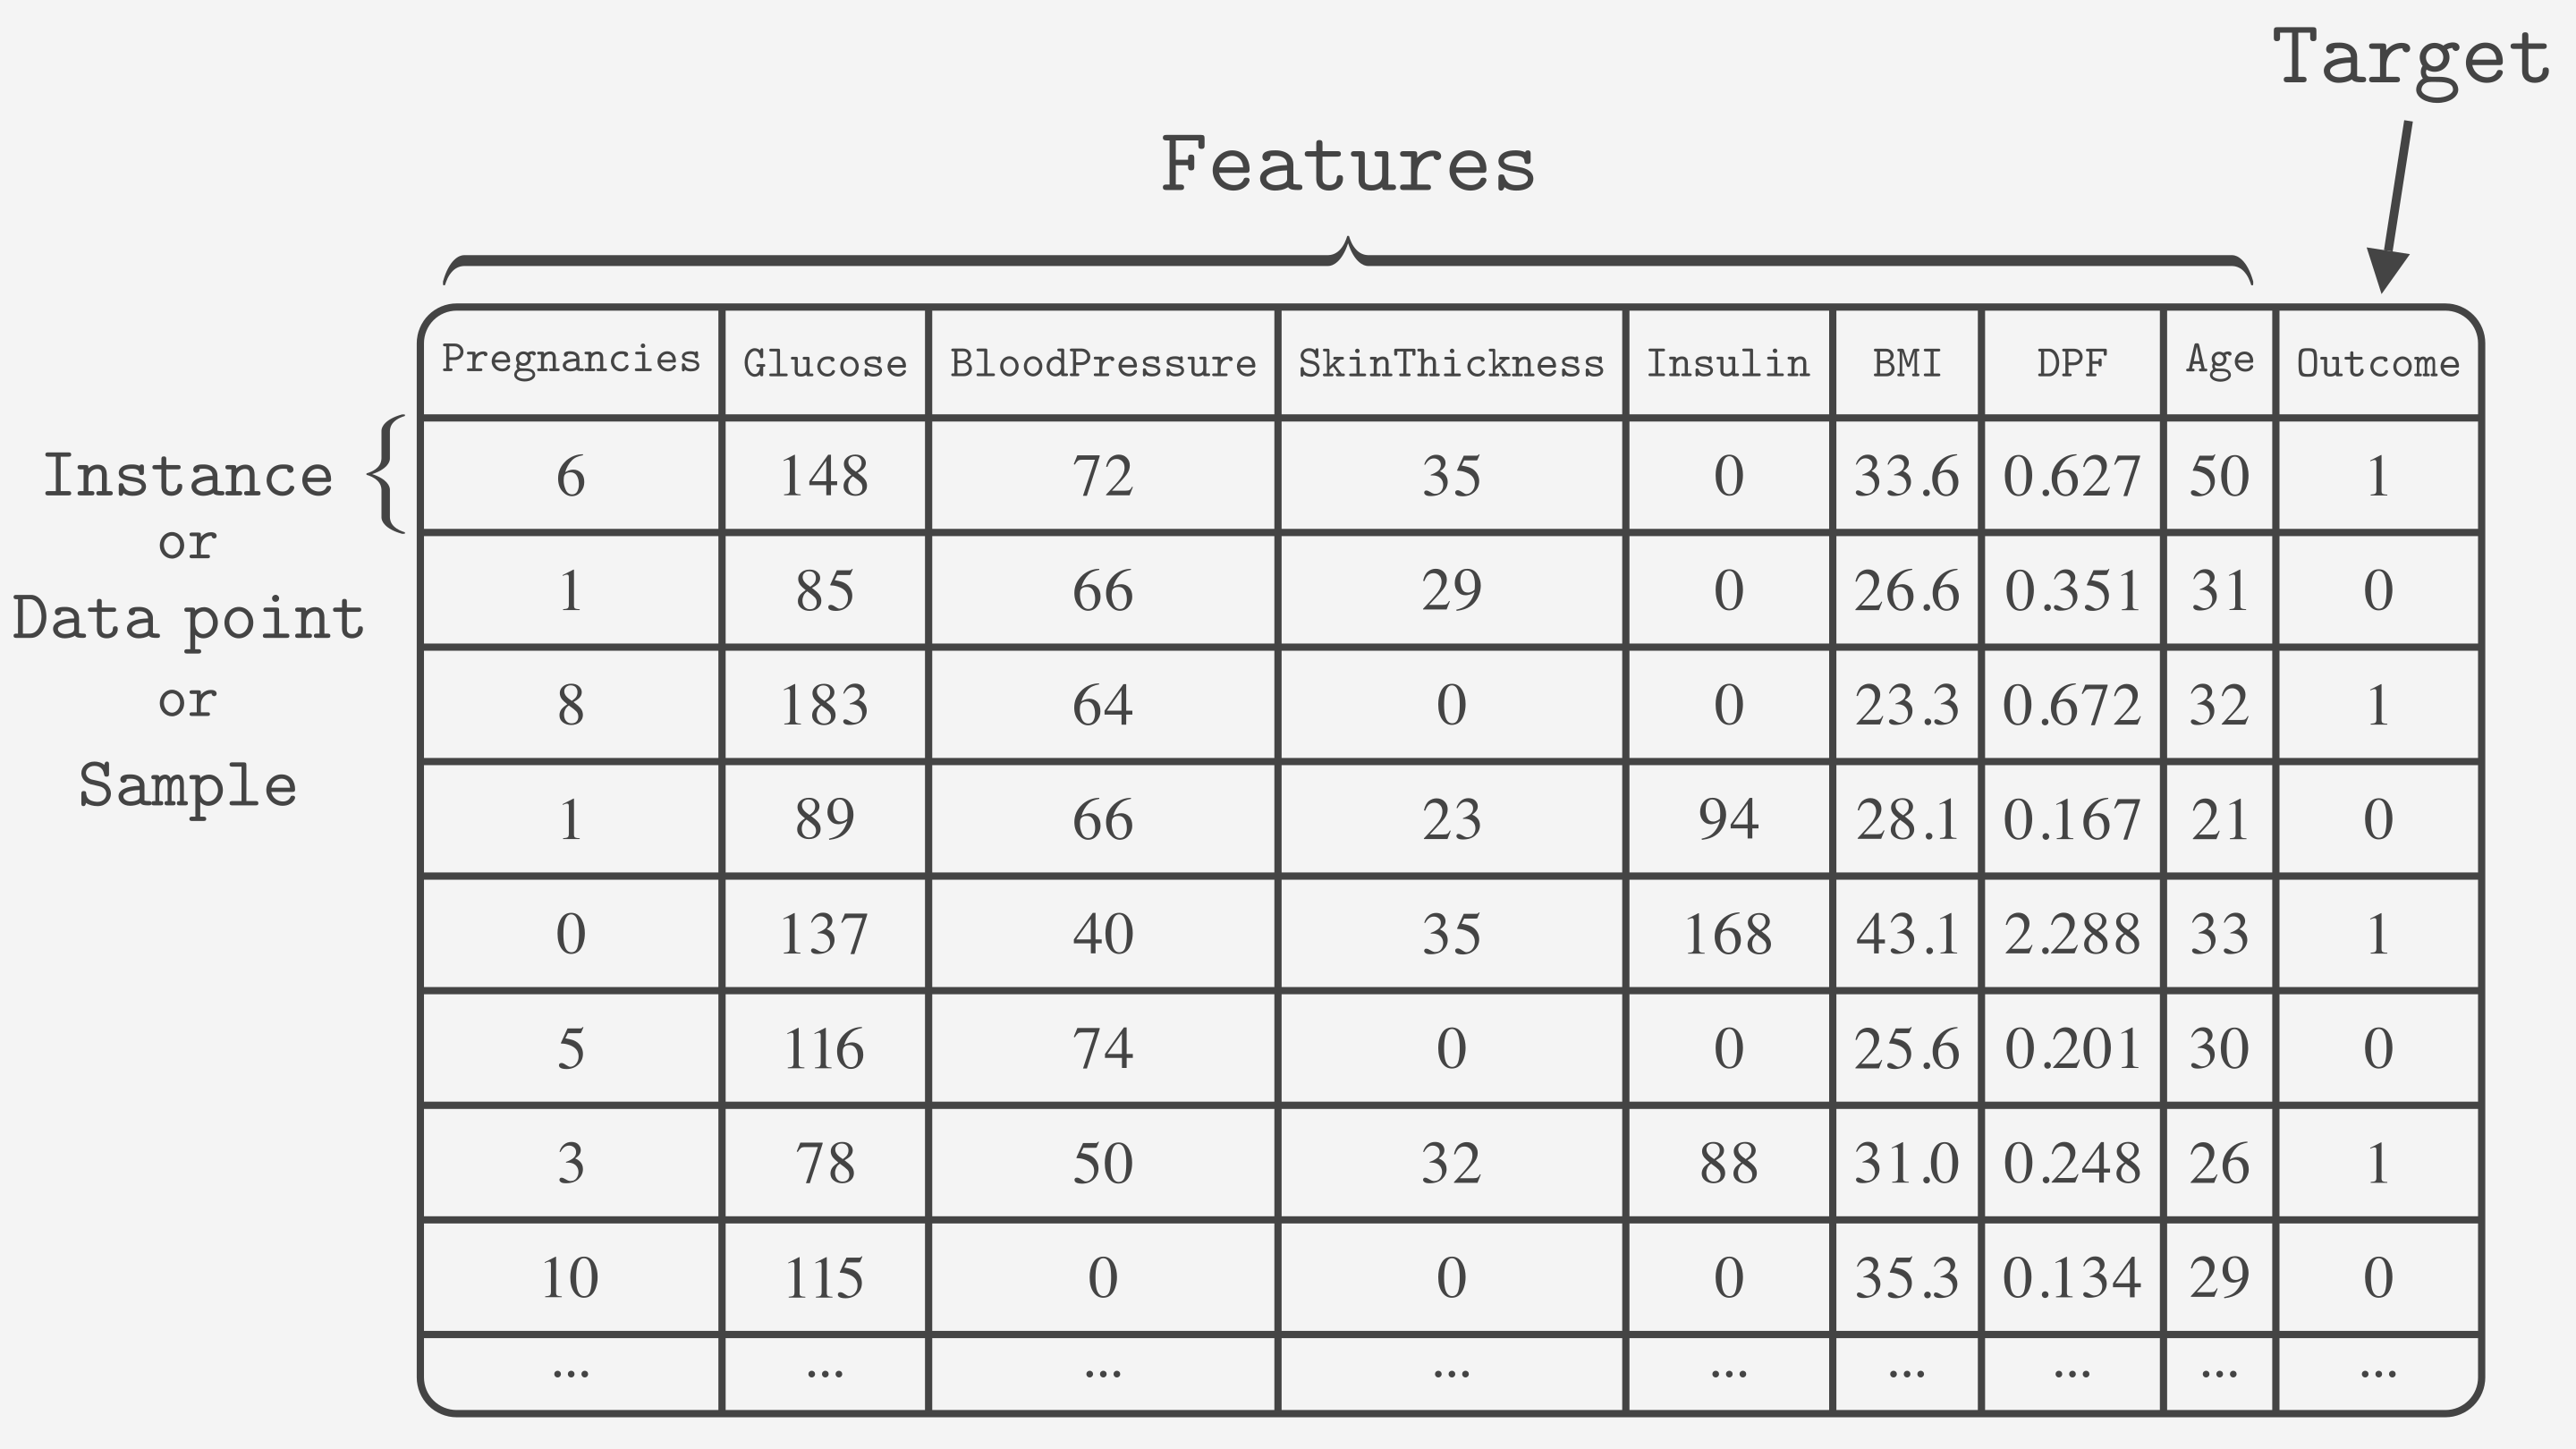 Target
Features
Pregnancies Glucose BloodPressure SkinThickness Insulin BMI DPF Age Outcome
Instance
or
Data point
or
Sample
6 148 72 35 0 33.6 0.627 50 1
1 85 66 29 0 26.6 0.351 31 0
8 183 64 0 0 23.3 0.672 32 1
1 89 66 23 94 28.1 0.167 21 0
0 137 40 35 168 43.1 2.288 33 1
5 116 74 0 0 25.6 0.201 30 0
3 78 50 32 88 31.0 0.248 26 1
10 115 0 0 0 35.3 0.134 29 0
... ... ... ... ... ... ... ... ...